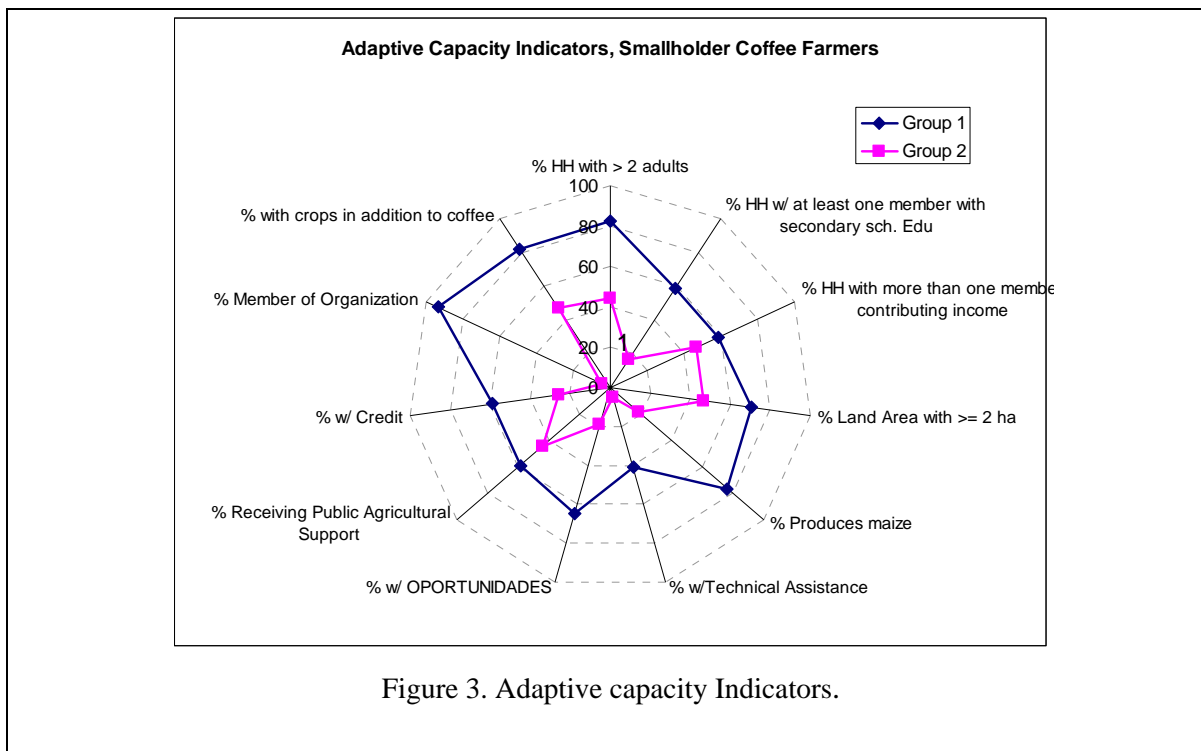 Adaptive Capacity Indicators, Smallholder Coffee Farmers
Group 1
Group 2
% HH with > 2 adults
% HH w/ at least one member with
secondary sch. Edu
% HH with more than one membe
contributing income
% Land Area with >= 2 ha
% Produces maize
% w/Technical Assistance
% w/ OPORTUNIDADES
% Receiving Public Agricultural
Support
% w/ Credit
% Member of Organization
% with crops in addition to coffee
100
80
60
40
20
0
1
Figure 3. Adaptive capacity Indicators.